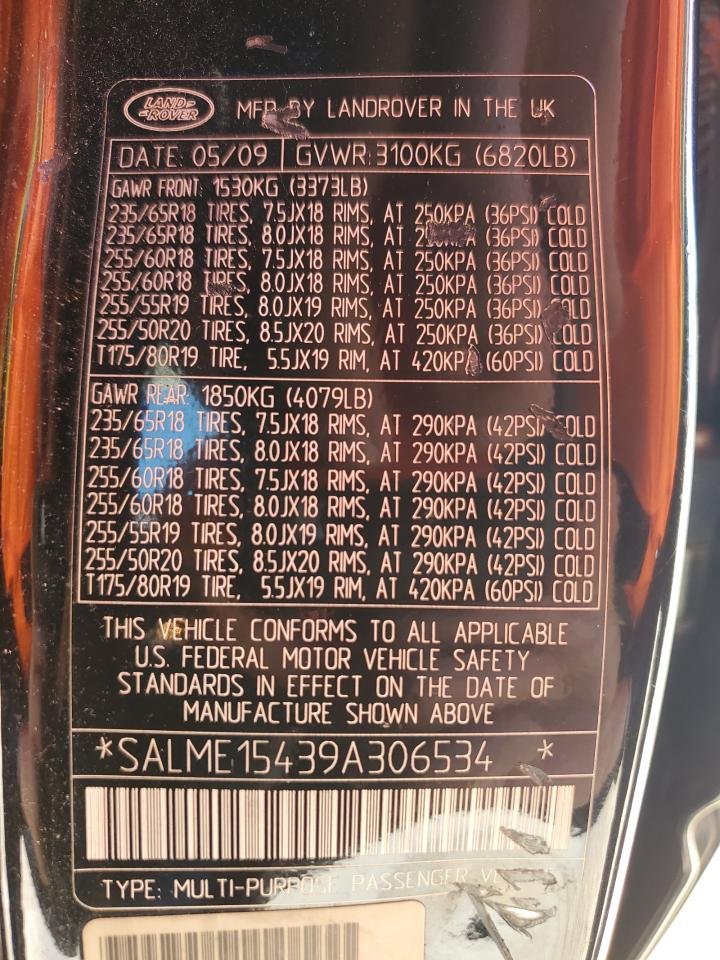 LAND-
-ROVER
MFD BY LANDROVER IN THE UK
DATE: 05/09 GVWR:3100KG (6820LB)
GAWR FRONT: 1530KG (3373LB)
235/65R18 TIRES, 7.5JX18 RIMS, AT 250KPA (36PSI) COLD
235/65R18 TIRES, 8.0JX18 RIMS, AT 250KPA (36PSI) COLD
255/60R18 TIRES, 7.5JX18 RIMS, AT 250KPA (36PSI) COLD
255/60R18 TIRES, 8.0JX18 RIMS, AT 250KPA (36PSI) COLD
255/55R19 TIRES, 8.0JX19 RIMS, AT 250KPA (36PSI) COLD
255/50R20 TIRES, 8.5JX20 RIMS, AT 250KPA (36PSI) COLD
T175/80R19 TIRE, 5.5JX19 RIM, AT 420KPA (60PSI) COLD
GAWR REAR: 1850KG (4079LB)
235/65R18 TIRES, 7.5JX18 RIMS, AT 290KPA (42PSI) COLD
235/65R18 TIRES, 8.0JX18 RIMS, AT 290KPA (42PSI) COLD
255/60R18 TIRES, 7.5JX18 RIMS, AT 290KPA (42PSI) COLD
255/60R18 TIRES, 8.0JX18 RIMS, AT 290KPA (42PSI) COLD
255/55R19 TIRES, 8.0JX19 RIMS, AT 290KPA (42PSI) COLD
255/50R20 TIRES, 8.5JX20 RIMS, AT 290KPA (42PSI) COLD
T175/80R19 TIRE, 5.5JX19 RIM, AT 420KPA (60PSI) COLD
THIS VEHICLE CONFORMS TO ALL APPLICABLE
U.S. FEDERAL MOTOR VEHICLE SAFETY
STANDARDS IN EFFECT ON THE DATE OF
MANUFACTURE SHOWN ABOVE
*SALME15439A306534 *
TYPE: MULTI-PURPOSE PASSENGER